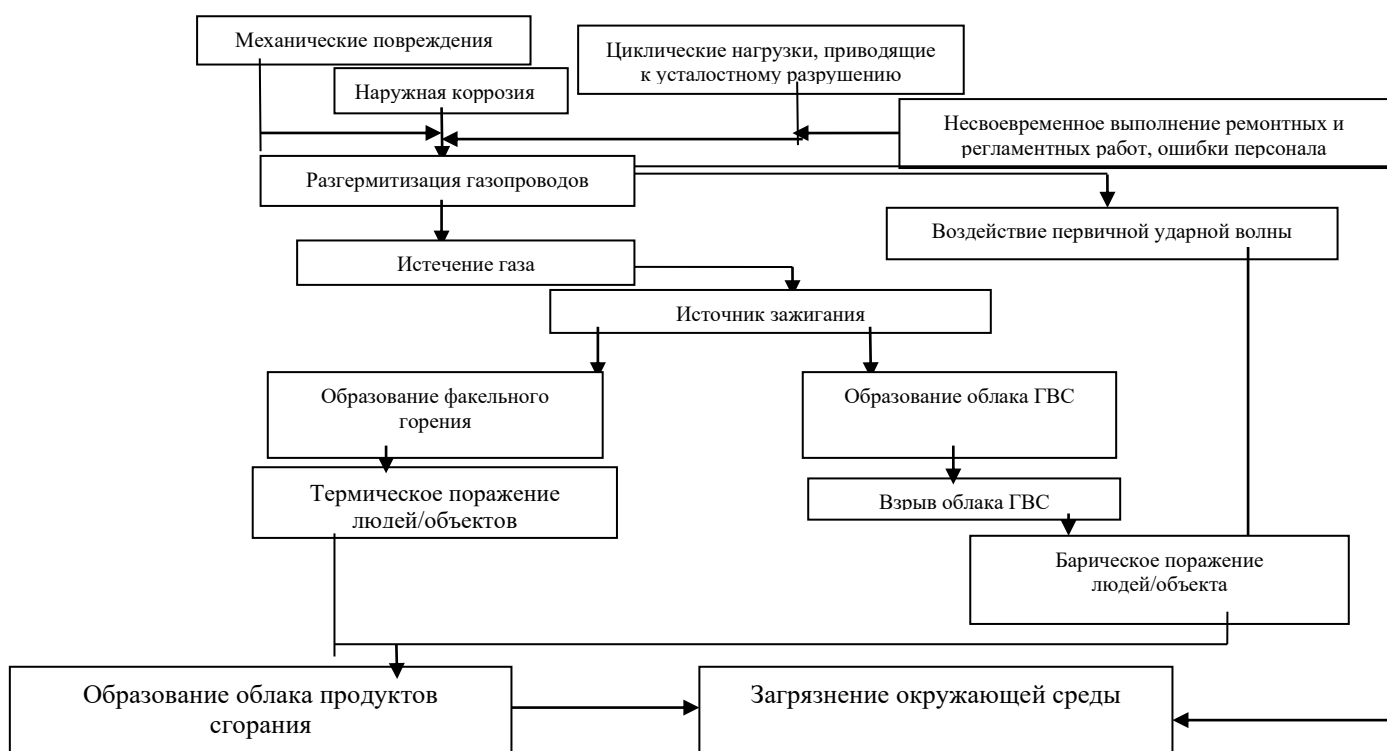 Механические повреждения
Циклические нагрузки, приводящие
к усталостному разрушению
Наружная коррозия
Несвоевременное выполнение ремонтных и
регламентных работ, ошибки персонала
Разгермитизация газопроводов
Воздействие первичной ударной волны
Истечение газа
Источник зажигания
Образование факельного
горения
Образование облака ГВС
Термическое поражение
людей/объектов
Взрыв облака ГВС
Барическое поражение
людей/объекта
Образование облака продуктов
сгорания
Загрязнение окружающей среды